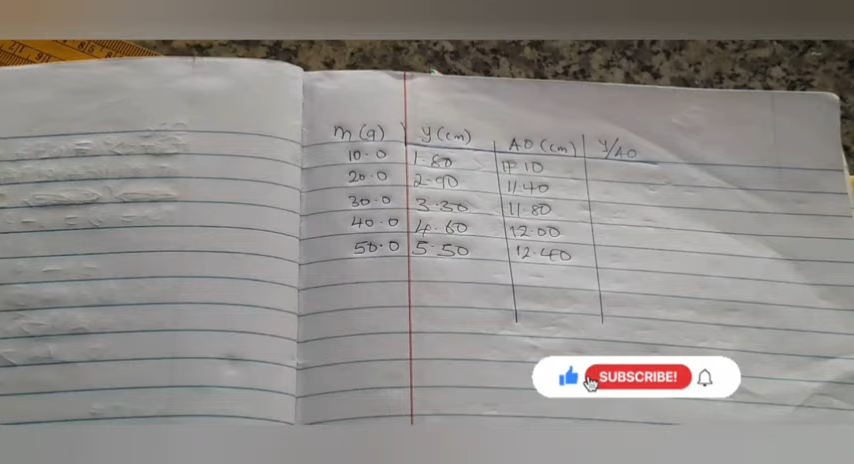 m(g) y(cm) AO (cm) y/AO
10.0 1.80 11.10
20.0 2.90 11.40
30.0 3.30 11.80
40.0 4.60 12.00
50.0 5.50 12.40
SUBSCRIBE!